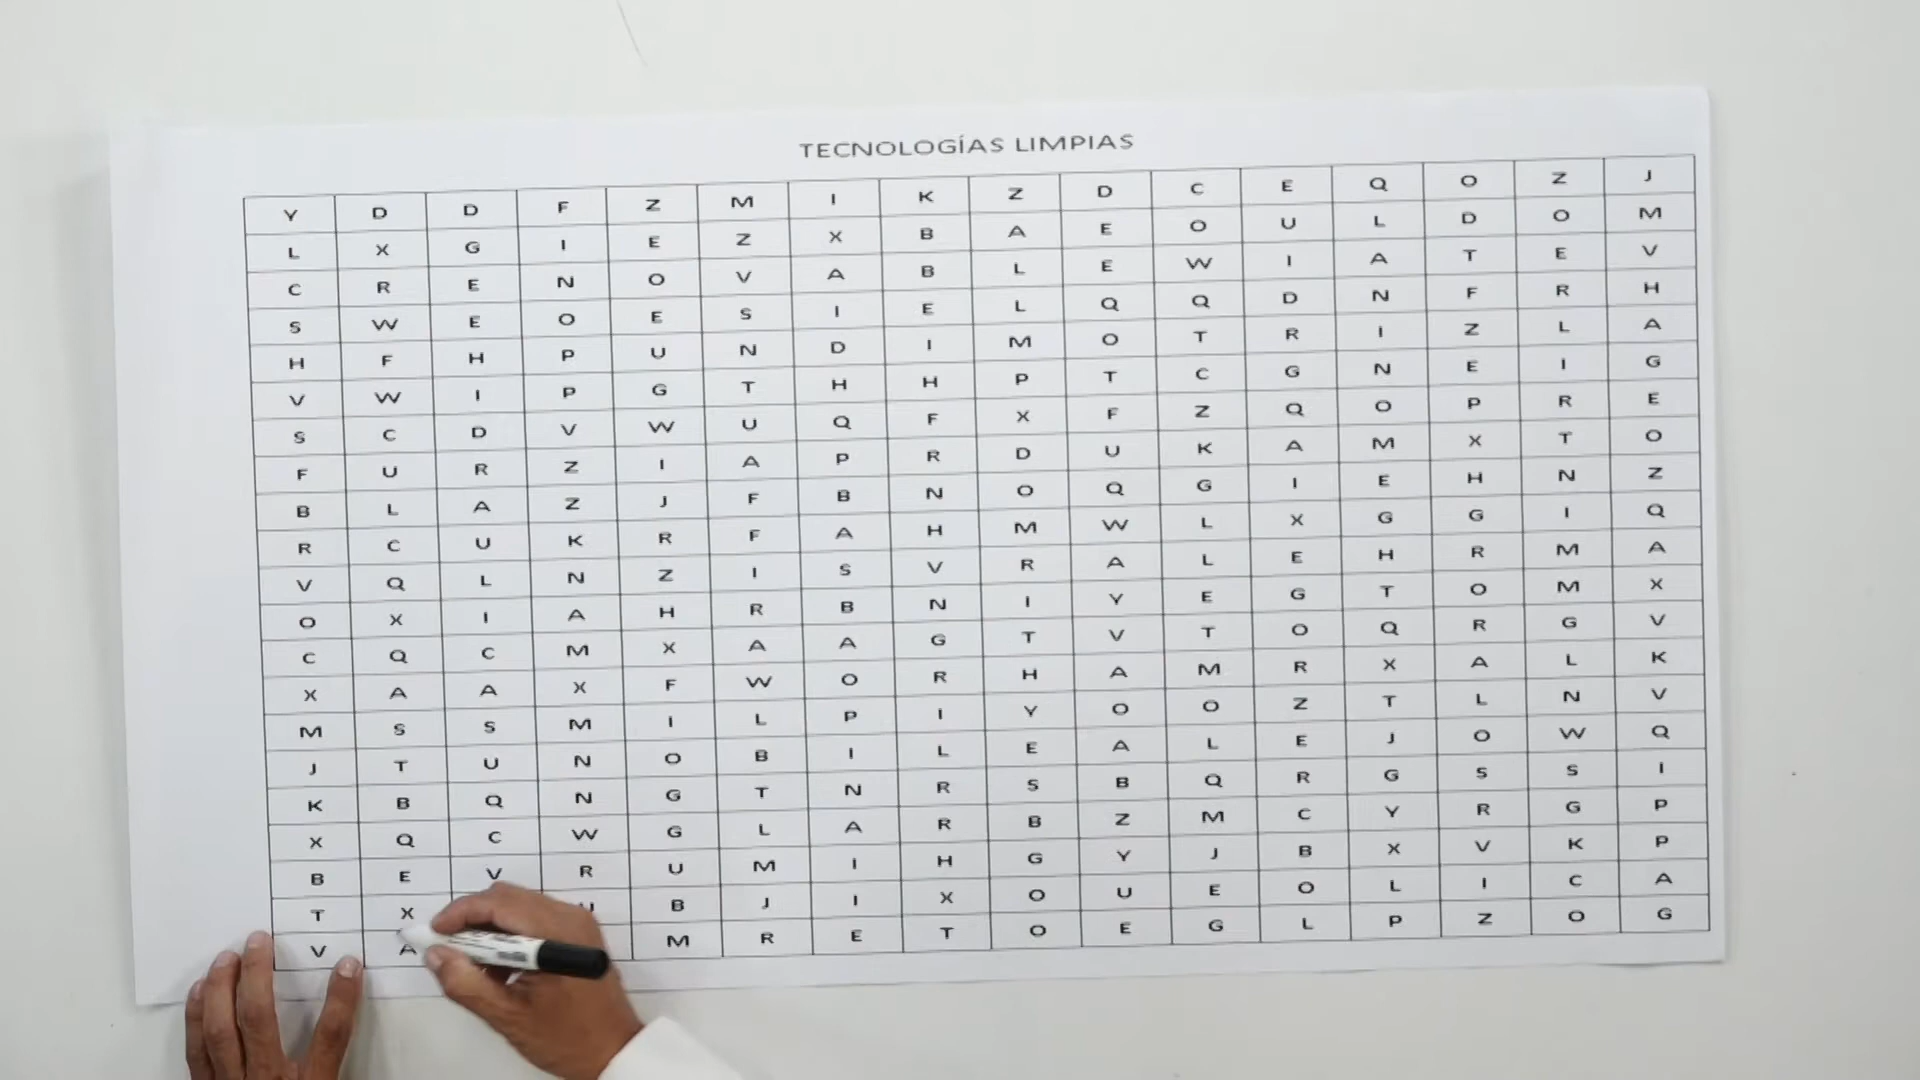 TECNOLOGÍAS LIMPIAS
Y D D F Z M I K Z D C E Q O Z J
L X G I E Z X B A E O U L D O M
C R E N O V A B L E W I A T E V
S W E O E S I E L Q Q D N F R H
H F H P U N D I M O T R I Z L A
V W I P G T H H P T C G N E I G
S C D V W U Q F X F Z Q O P R E
F U R Z I A P R D U K A M X T O
B L A Z J F B N O Q G I E H N Z
R C U K R F A H M W L X G G I Q
V Q L N Z I S V R A L E H R M A
O X I A H R B N I Y E G T O M X
C Q C M X A A G T V T O Q R G V
X A A X F W O R H A M R X A L K
M S S M I L P I Y O O Z T L N V
J T U N O B I L E A L E J O W Q
K B Q N G T N R S B Q R G S S I
X Q C W G L A R B Z M C Y R G P
B E V R U M I H G Y J B X V K P
T X B J I X O U E O L I C A
V A M R E T O E G L P Z O G